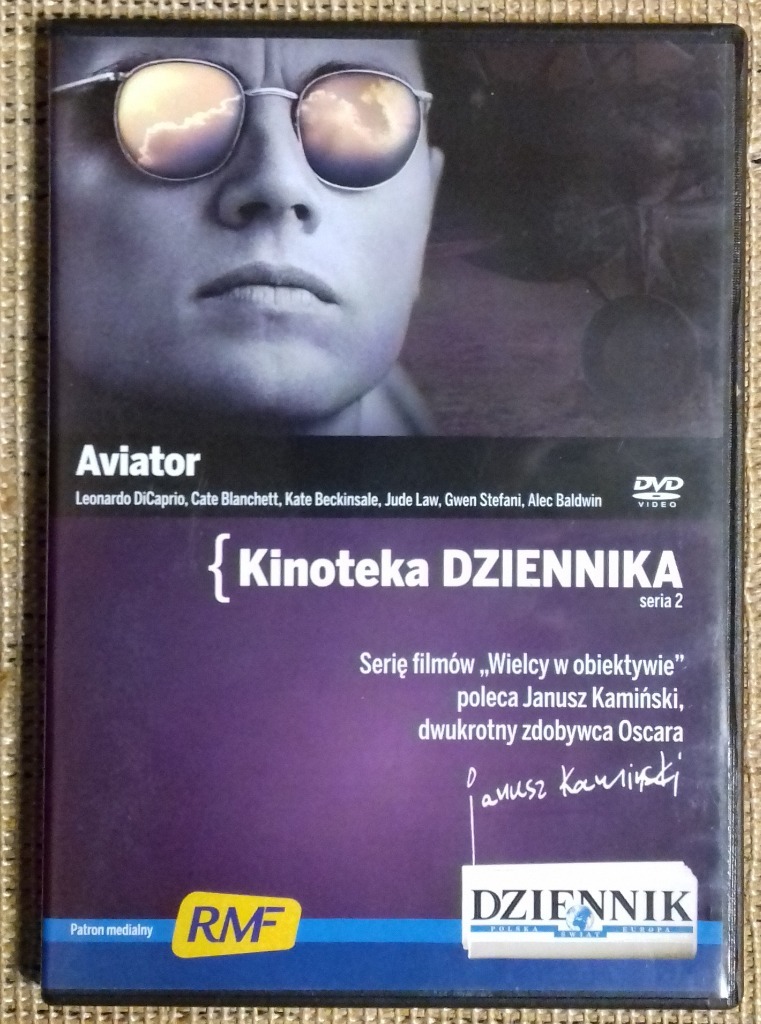 Aviator
Leonardo DiCaprio, Cate Blanchett, Kate Beckinsale, Jude Law, Gwen Stefani, Alec Baldwin
DVD
VIDEO
{Kinoteka DZIENNIKA
seria 2
Serię filmów „Wielcy w obiektywie”
poleca Janusz Kamiński,
dwukrotny zdobywca Oscara
Janusz Kamiński
Patron medialny
RMF
DZIENNIK
POLSKA ŚWIAT EUROPA